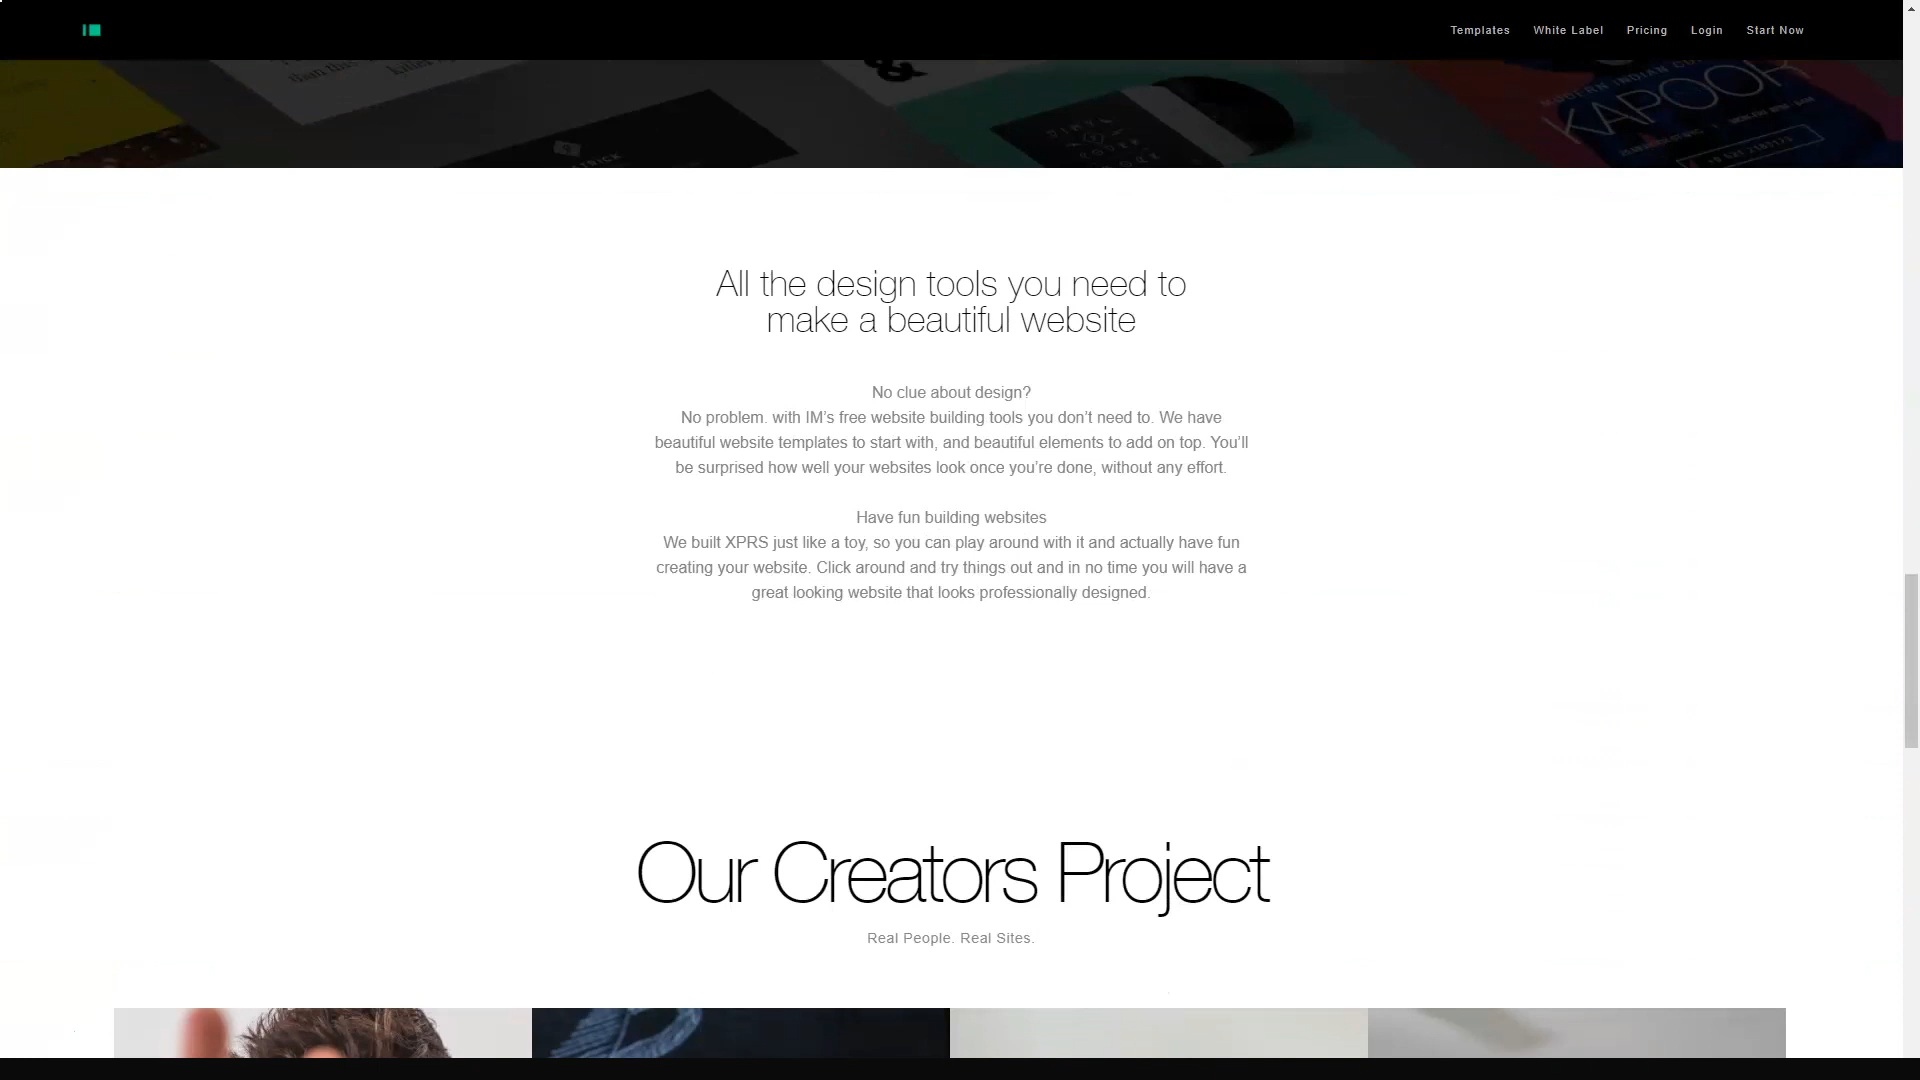 Templates White Label Pricing Login Start Now
than this
&
MODERN INDIAN
KAPOOR
All the design tools you need to
make a beautiful website
No clue about design?
No problem. with IM’s free website building tools you don’t need to. We have
beautiful website templates to start with, and beautiful elements to add on top. You’ll
be surprised how well your websites look once you’re done, without any effort.
Have fun building websites
We built XPRS just like a toy, so you can play around with it and actually have fun
creating your website. Click around and try things out and in no time you will have a
great looking website that looks professionally designed.
Our Creators Project
Real People. Real Sites.